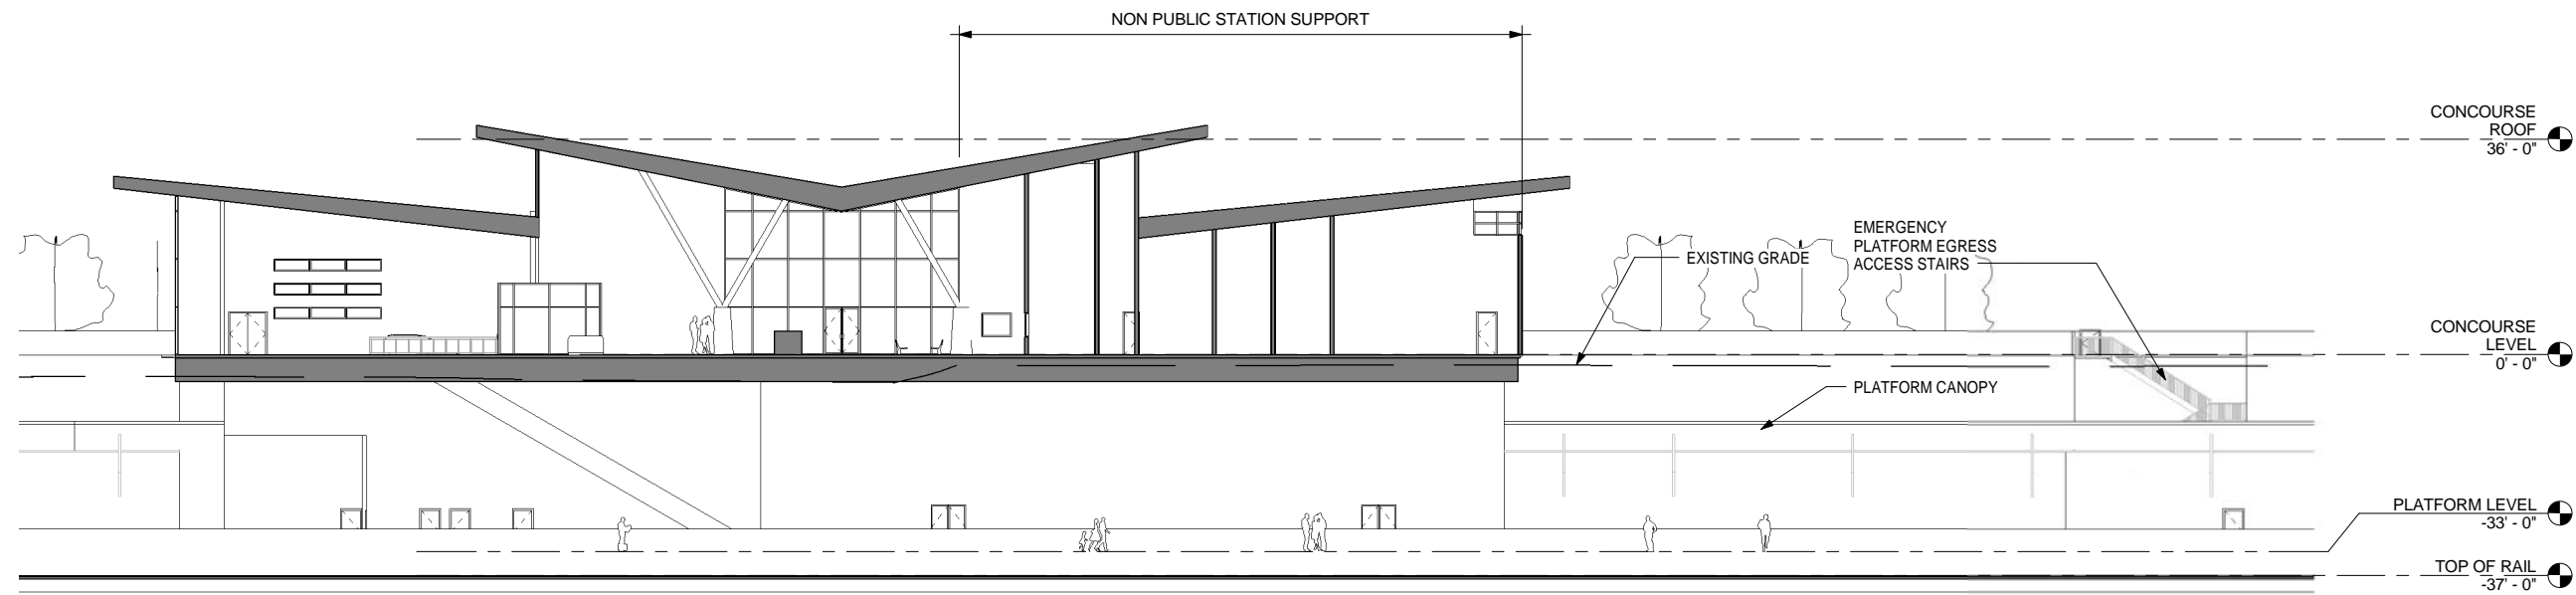 NON PUBLIC STATION SUPPORT
CONCOURSE
ROOF
36' - 0"
EXISTING GRADE
EMERGENCY
PLATFORM EGRESS
ACCESS STAIRS
CONCOURSE
LEVEL
0' - 0"
PLATFORM CANOPY
PLATFORM LEVEL
-33' - 0"
TOP OF RAIL
-37' - 0"